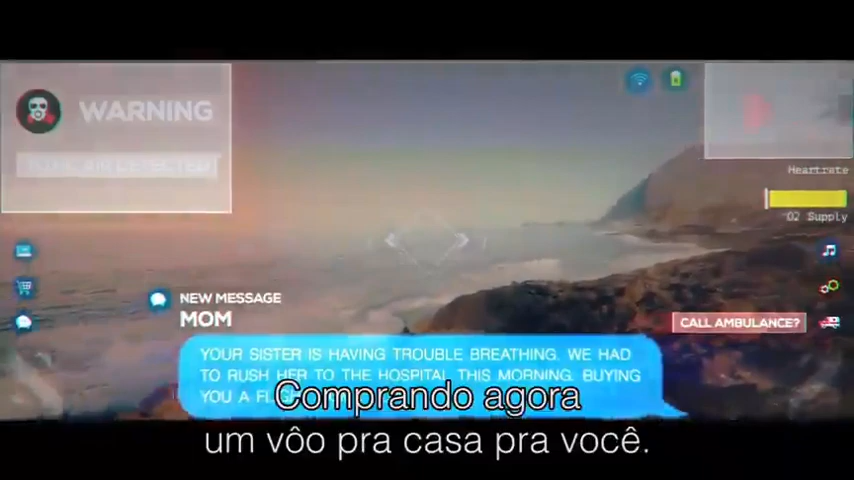 WARNING
Heartrate
O2 Supply
NEW MESSAGE
MOM
CALL AMBULANCE?
YOUR SISTER IS HAVING TROUBLE BREATHING. WE HAD
TO RUSH HER TO THE HOSPITAL THIS MORNING. BUYING
YOU A
Comprando agora
um vôo pra casa pra você.